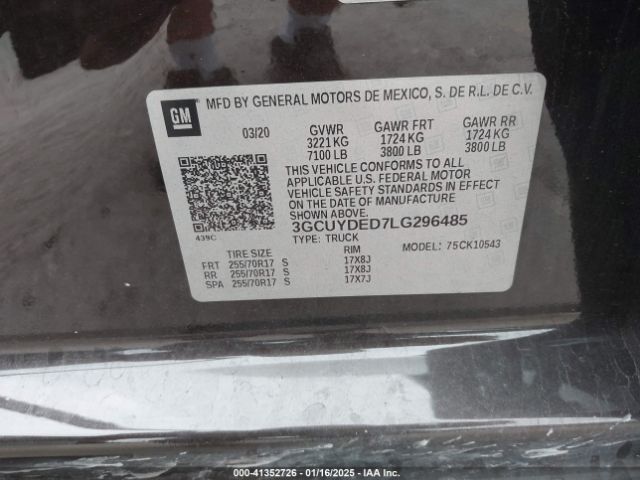 GM
MFD BY GENERAL MOTORS DE MEXICO, S. DE R.L. DE C.V.
03/20 GVWR GAWR FRT GAWR RR
3221 KG 1724 KG 1724 KG
7100 LB 3800 LB 3800 LB
THIS VEHICLE CONFORMS TO ALL
APPLICABLE U.S. FEDERAL MOTOR
VEHICLE SAFETY STANDARDS IN EFFECT
ON THE DATE OF MANUFACTURE
SHOWN ABOVE.
439C 3GCUYDED7LG296485
TYPE: TRUCK MODEL: 75CK10543
TIRE SIZE RIM
FRT 255/70R17 S 17X8J
RR 255/70R17 S 17X8J
SPA 255/70R17 S 17X7J
000-41352726 - 01/16/2025 - IAA Inc.